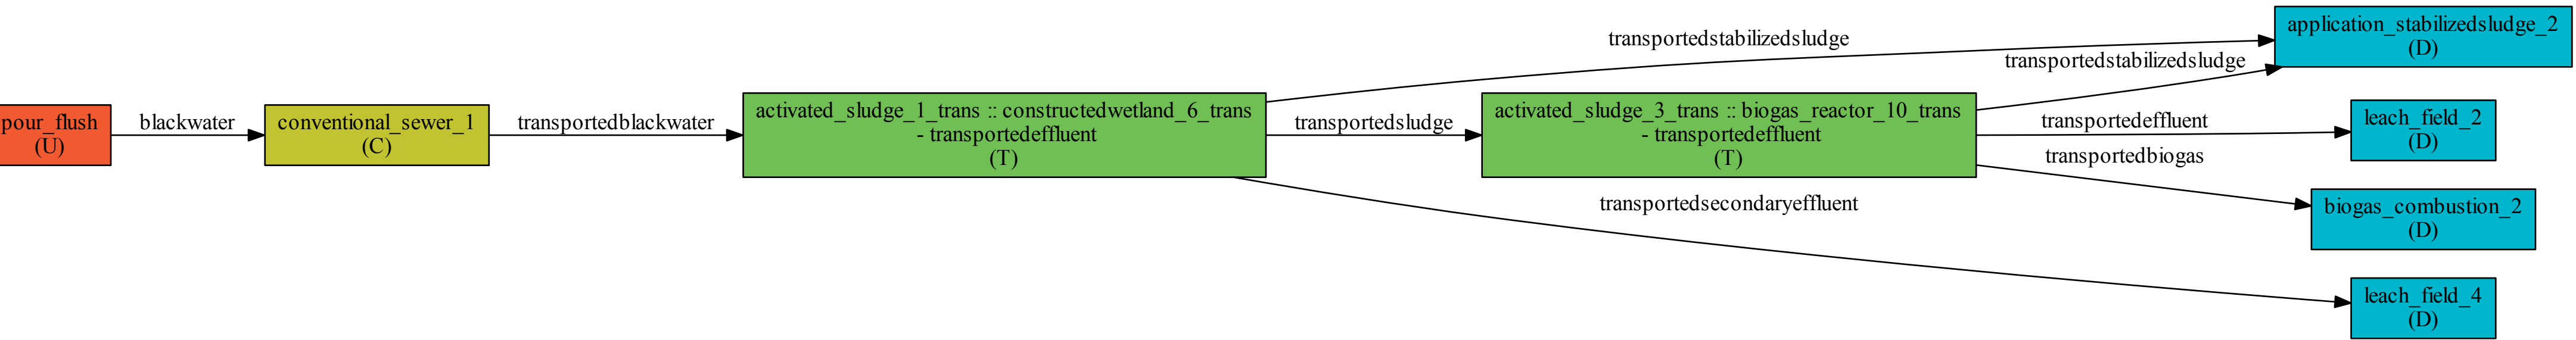 pour_flush
(U)
blackwater
conventional_sewer_1
(C)
transportedblackwater
activated_sludge_1_trans :: constructedwetland_6_trans
- transportedeffluent
(T)
transportedstabilizedsludge
transportedsludge
transportedsecondaryeffluent
activated_sludge_3_trans :: biogas_reactor_10_trans
- transportedeffluent
(T)
transportedstabilizedsludge
transportedeffluent
transportedbiogas
application_stabilizedsludge_2
(D)
leach_field_2
(D)
biogas_combustion_2
(D)
leach_field_4
(D)